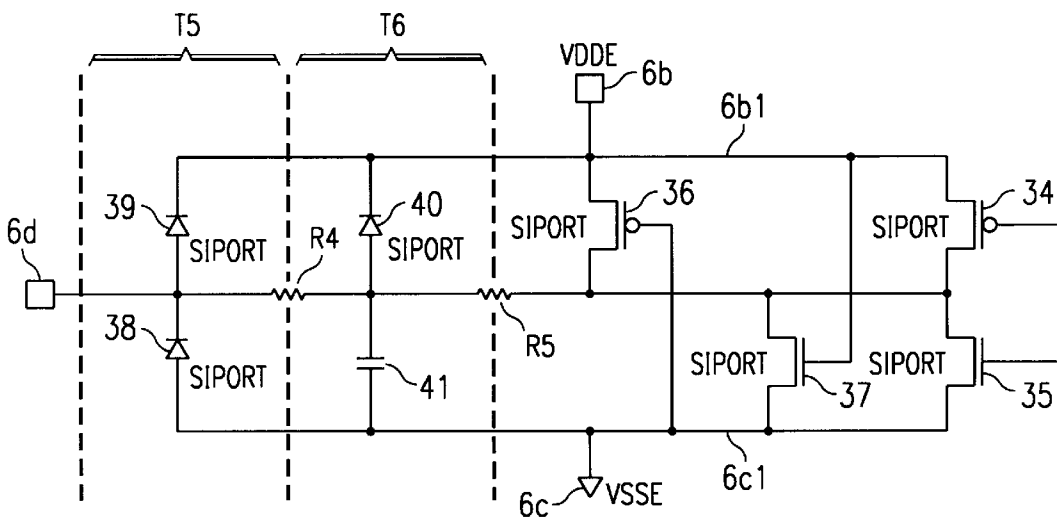 T5
T6
VDDE
6b
6b1
39
SIPORT
40
SIPORT
36
SIPORT
34
SIPORT
6d
R4
38
SIPORT
41
R5
SIPORT
37
SIPORT
35
6c
VSSE
6c1